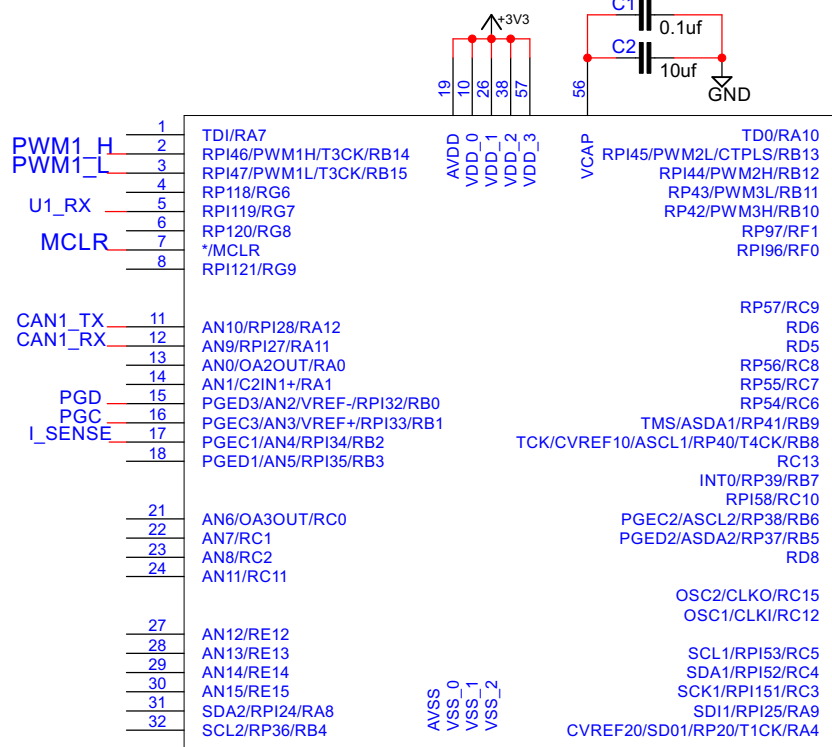 C1
0.1uf
C2
10uf
GND
+3V3
19
10
26
38
57
56
AVDD
VDD_0
VDD_1
VDD_2
VDD_3
VCAP
1 TDI/RA7
PWM1_H 2 RPI46/PWM1H/T3CK/RB14
PWM1_L 3 RPI47/PWM1L/T3CK/RB15
4 RP118/RG6
U1_RX 5 RPI119/RG7
6 RP120/RG8
MCLR 7 */MCLR
8 RPI121/RG9
CAN1_TX 11 AN10/RPI28/RA12
CAN1_RX 12 AN9/RPI27/RA11
13 AN0/OA2OUT/RA0
14 AN1/C2IN1+/RA1
PGD 15 PGED3/AN2/VREF-/RPI32/RB0
PGC 16 PGEC3/AN3/VREF+/RPI33/RB1
I_SENSE 17 PGEC1/AN4/RPI34/RB2
18 PGED1/AN5/RPI35/RB3
21 AN6/OA3OUT/RC0
22 AN7/RC1
23 AN8/RC2
24 AN11/RC11
27 AN12/RE12
28 AN13/RE13
29 AN14/RE14
30 AN15/RE15
31 SDA2/RPI24/RA8
32 SCL2/RP36/RB4
AVSS
VSS_0
VSS_1
VSS_2
TD0/RA10
RPI45/PWM2L/CTPLS/RB13
RPI44/PWM2H/RB12
RP43/PWM3L/RB11
RP42/PWM3H/RB10
RP97/RF1
RPI96/RF0
RP57/RC9
RD6
RD5
RP56/RC8
RP55/RC7
RP54/RC6
TMS/ASDA1/RP41/RB9
TCK/CVREF10/ASCL1/RP40/T4CK/RB8
RC13
INT0/RP39/RB7
RPI58/RC10
PGEC2/ASCL2/RP38/RB6
PGED2/ASDA2/RP37/RB5
RD8
OSC2/CLKO/RC15
OSC1/CLKI/RC12
SCL1/RPI53/RC5
SDA1/RPI52/RC4
SCK1/RPI151/RC3
SDI1/RPI25/RA9
CVREF20/SD01/RP20/T1CK/RA4